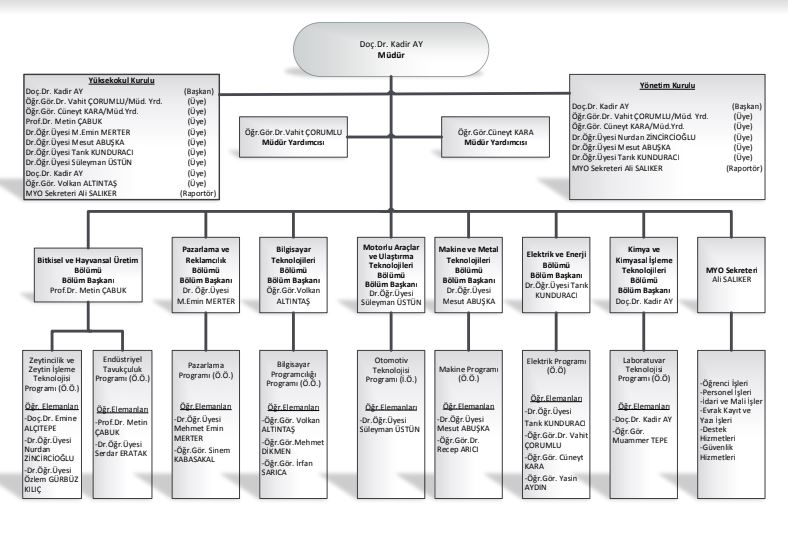 Doç.Dr. Kadir AY
Müdür
Yüksekokul Kurulu
Doç.Dr. Kadir AY (Başkan)
Öğr.Gör.Dr. Vahit ÇORUMLU/Müd. Yrd. (Üye)
Öğr.Gör. Cüneyt KARA/Müd.Yrd. (Üye)
Prof.Dr. Metin ÇABUK (Üye)
Dr.Öğr.Üyesi M.Emin MERTER (Üye)
Dr.Öğr.Üyesi Mesut ABUŞKA (Üye)
Dr.Öğr.Üyesi Tarık KUNDURACI (Üye)
Dr.Öğr.Üyesi Süleyman ÜSTÜN (Üye)
Doç.Dr. Kadir AY (Üye)
Öğr.Gör. Volkan ALTINTAŞ (Üye)
MYO Sekreteri Ali SALIKER (Raportör)
Öğr.Gör.Dr.Vahit ÇORUMLU
Müdür Yardımcısı
Öğr.Gör.Cüneyt KARA
Müdür Yardımcısı
Yönetim Kurulu
Doç.Dr. Kadir AY (Başkan)
Öğr.Gör.Dr. Vahit ÇORUMLU/Müd. Yrd. (Üye)
Öğr.Gör. Cüneyt KARA/Müd.Yrd. (Üye)
Dr.Öğr.Üyesi Nurdan ZİNCİRCİOĞLU (Üye)
Dr.Öğr.Üyesi Mesut ABUŞKA (Üye)
Dr.Öğr.Üyesi Tarık KUNDURACI (Üye)
MYO Sekreteri Ali SALIKER (Raportör)
Bitkisel ve Hayvansal Üretim
Bölümü
Bölüm Başkanı
Prof.Dr. Metin ÇABUK
Pazarlama ve
Reklamcılık
Bölümü
Bölüm Başkanı
Dr. Öğr.Üyesi
M.Emin MERTER
Bilgisayar
Teknolojileri
Bölümü
Bölüm Başkanı
Öğr.Gör.Volkan
ALTINTAŞ
Motorlu Araçlar
ve Ulaştırma
Teknolojileri
Bölümü
Bölüm Başkanı
Dr.Öğr.Üyesi
Süleyman ÜSTÜN
Makine ve Metal
Teknolojileri
Bölümü
Bölüm Başkanı
Dr.Öğr.Üyesi
Mesut ABUŞKA
Elektrik ve Enerji
Bölümü
Bölüm Başkanı
Dr.Öğr.Üyesi Tarık
KUNDURACI
Kimya ve
Kimyasal İşleme
Teknolojileri
Bölümü
Bölüm Başkanı
Doç.Dr. Kadir AY
MYO Sekreteri
Ali SALIKER
Zeytincilik ve
Zeytin İşleme
Teknolojisi
Programı (Ö.Ö.)
Öğr.Elemanları
-Doç.Dr. Emine
ALÇITEPE
-Dr.Öğr.Üyesi
Nurdan
ZİNCİRCİOĞLU
-Dr.Öğr.Üyesi
Özlem GÜRBÜZ
KILIÇ
Endüstriyel
Tavukçuluk
Programı (Ö.Ö.)
Öğr.Elemanları
-Prof.Dr. Metin
ÇABUK
-Dr.Öğr.Üyesi
Serdar ERATAK
Pazarlama
Programı (Ö.Ö.)
Öğr.Elemanları
-Dr.Öğr.Üyesi
Mehmet Emin
MERTER
-Öğr.Gör. Sinem
KABASAKAL
Bilgisayar
Programcılığı
Programı (Ö.Ö.)
Öğr.Elemanları
-Öğr.Gör. Volkan
ALTINTAŞ
-Öğr.Gör.Mehmet
DİKMEN
-Öğr.Gör. İrfan
SARICA
Otomotiv
Teknolojisi
Programı (İ.Ö.)
Öğr.Elemanları
-Dr.Öğr.Üyesi
Süleyman ÜSTÜN
Makine Programı
(Ö.Ö.)
Öğr.Elemanları
-Dr.Öğr.Üyesi
Mesut ABUŞKA
-Öğr.Gör.Dr.
Recep ARICI
Elektrik Programı
(Ö.Ö)
Öğr.Elemanları
-Dr.Öğr.Üyesi
Tarık KUNDURACI
-Öğr.Gör.Dr. Vahit
ÇORUMLU
-Öğr.Gör. Cüneyt
KARA
-Öğr.Gör. Yasin
AYDIN
Laboratuvar
Teknolojisi
Programı (Ö.Ö)
Öğr.Elemanları
-Doç.Dr. Kadir AY
-Öğr.Gör.
Muammer TEPE
-Öğrenci İşleri
-Personel İşleri
-İdari ve Mali İşler
-Evrak Kayıt ve
Yazı İşleri
-Destek
Hizmetleri
-Güvenlik
Hizmetleri